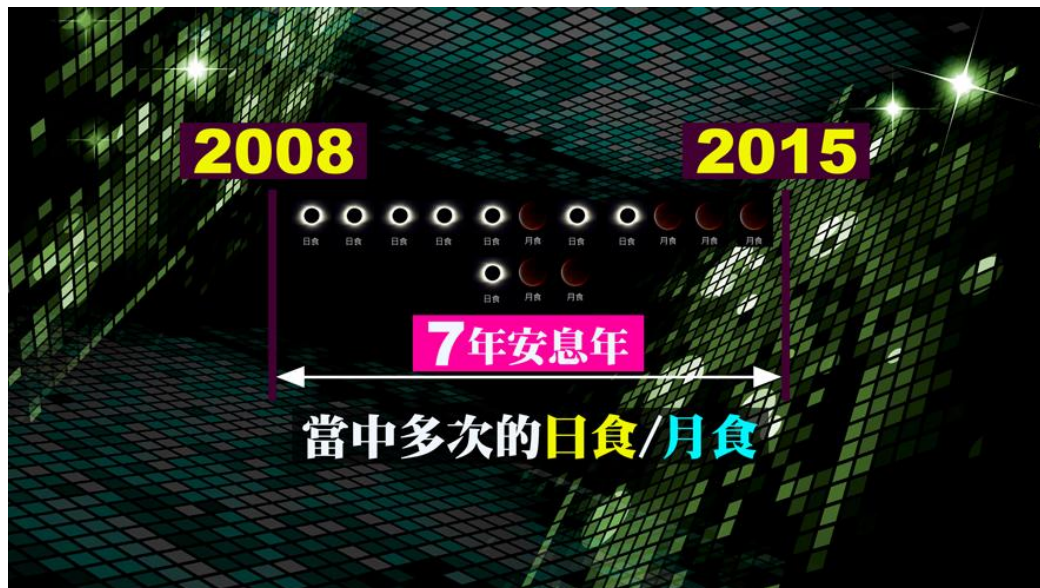 2008 2015
日食 日食 日食 日食 日食 月食 日食 日食 月食 月食 月食
日食 月食 月食
7年安息年
當中多次的日食/月食